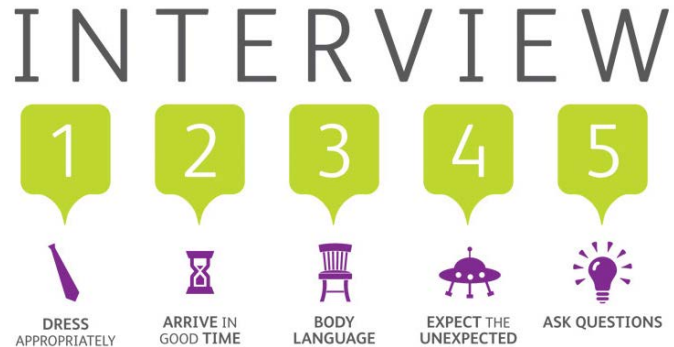 INTERVIEW
1 2 3 4 5
DRESS
APPROPRIATELY
ARRIVE IN
GOOD TIME
BODY
LANGUAGE
EXPECT THE
UNEXPECTED
ASK QUESTIONS